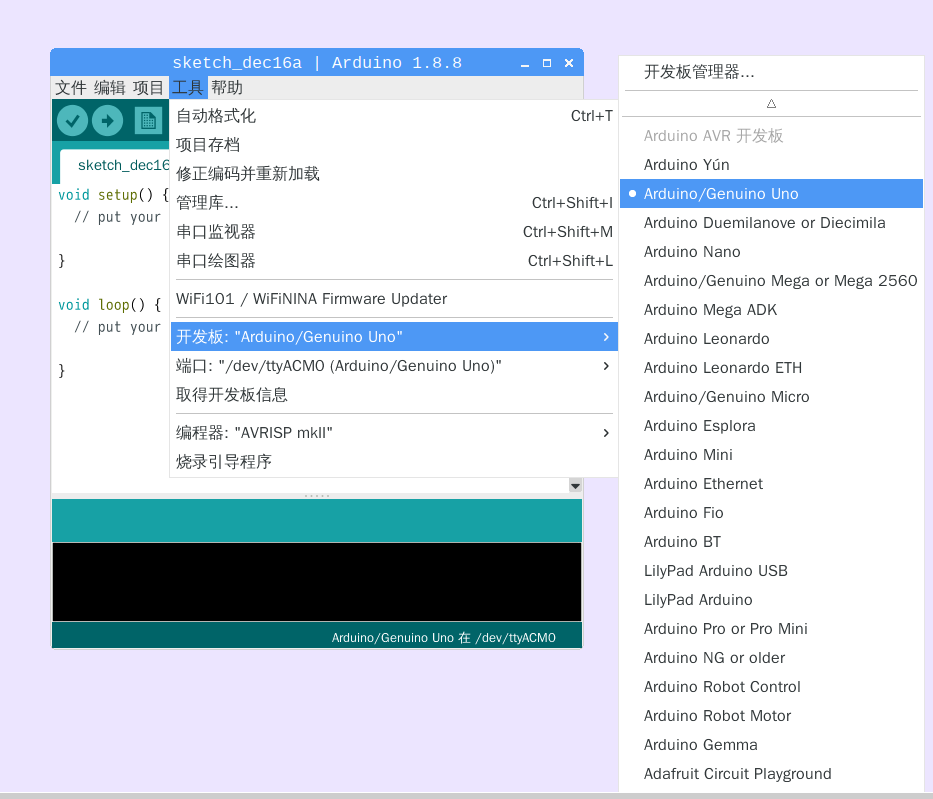 sketch_dec16a | Arduino 1.8.8
文件 编辑 项目 工具 帮助
sketch_dec16
void setup() {
// put your
}
void loop() {
// put your
}
自动格式化 Ctrl+T
项目存档
修正编码并重新加载
管理库... Ctrl+Shift+I
串口监视器 Ctrl+Shift+M
串口绘图器 Ctrl+Shift+L
WiFi101 / WiFiNINA Firmware Updater
开发板: "Arduino/Genuino Uno"
端口: "/dev/ttyACM0 (Arduino/Genuino Uno)"
取得开发板信息
编程器: "AVRISP mkII"
烧录引导程序
Arduino/Genuino Uno 在 /dev/ttyACM0
开发板管理器...
Arduino AVR 开发板
Arduino Yún
Arduino/Genuino Uno
Arduino Duemilanove or Diecimila
Arduino Nano
Arduino/Genuino Mega or Mega 2560
Arduino Mega ADK
Arduino Leonardo
Arduino Leonardo ETH
Arduino/Genuino Micro
Arduino Esplora
Arduino Mini
Arduino Ethernet
Arduino Fio
Arduino BT
LilyPad Arduino USB
LilyPad Arduino
Arduino Pro or Pro Mini
Arduino NG or older
Arduino Robot Control
Arduino Robot Motor
Arduino Gemma
Adafruit Circuit Playground